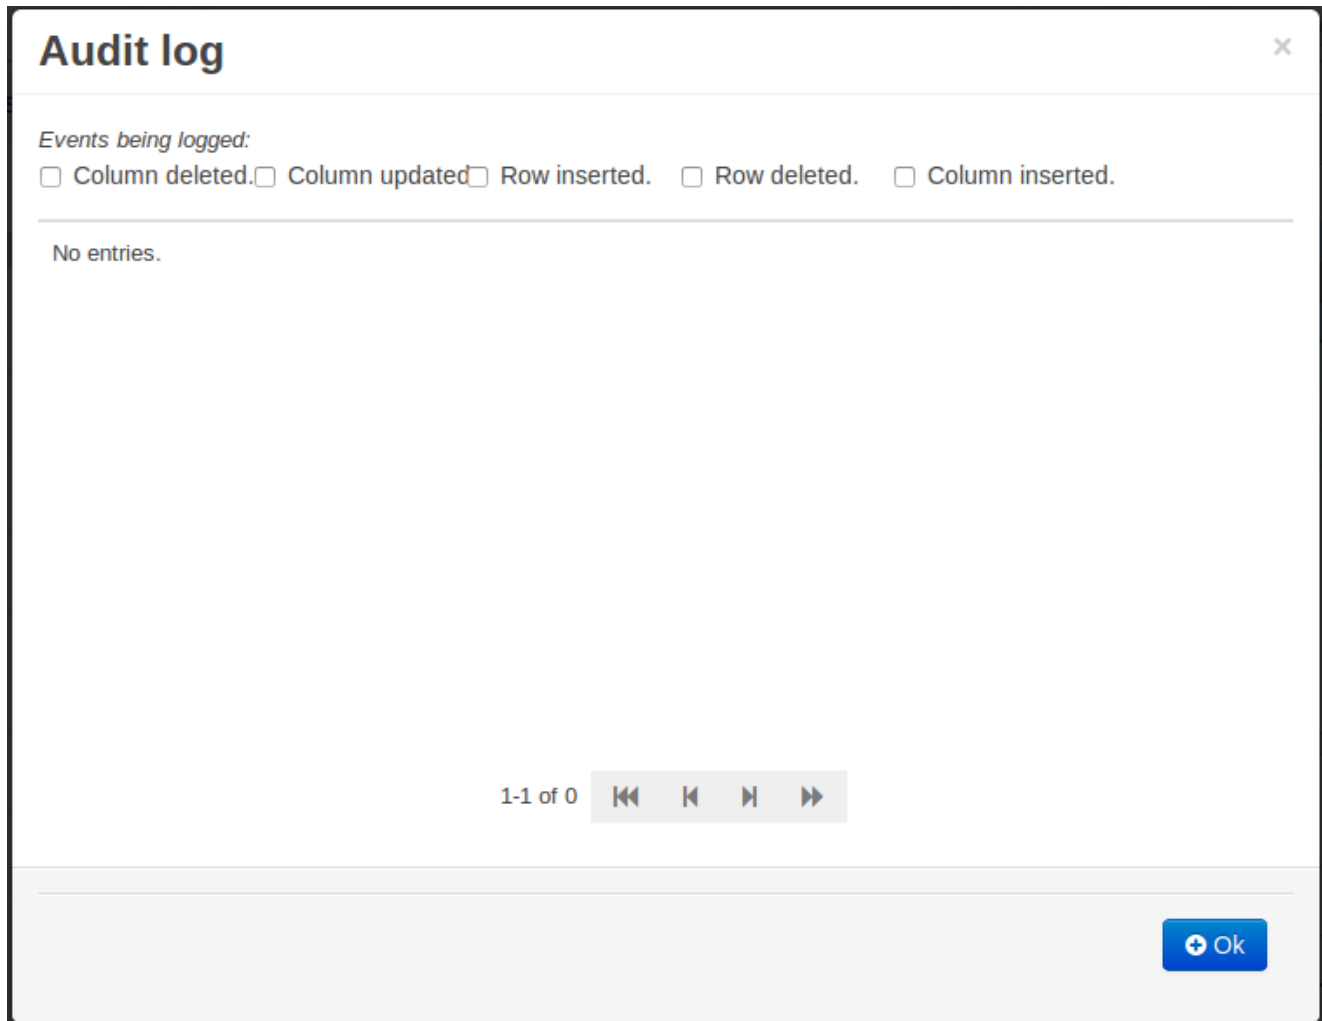 Audit log ×
Events being logged:
Column deleted. Column updated Row inserted. Row deleted. Column inserted.
No entries.
1-1 of 0
Ok